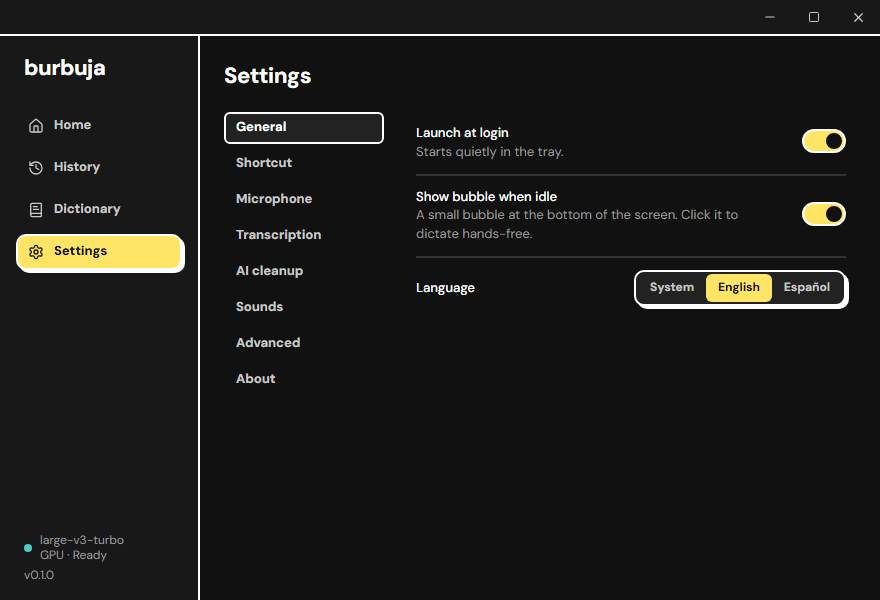 burbuja
Home
History
Dictionary
Settings
large-v3-turbo
GPU · Ready
v0.1.0
Settings
General
Shortcut
Microphone
Transcription
AI cleanup
Sounds
Advanced
About
Launch at login
Starts quietly in the tray.
Show bubble when idle
A small bubble at the bottom of the screen. Click it to
dictate hands-free.
Language
System English Español